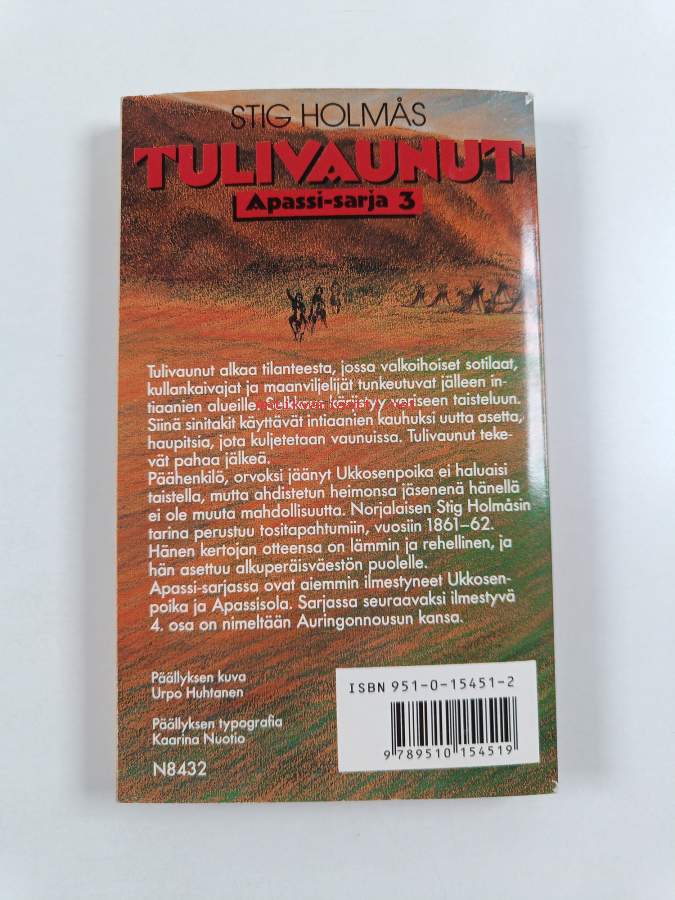 STIG HOLMÅS
TULIVAUNUT
Apassi-sarja 3
Tulivaunut alkaa tilanteesta, jossa valkoihoiset sotilaat,
kullankaivajat ja maanviljelijät tunkeutuvat jälleen in-
tiaanien alueille. Selkkaus kärjistyy veriseen taisteluun.
Siinä sinitakit käyttävät intiaanien kauhuksi uutta asetta,
haupitsia, jota kuljetetaan vaunuissa. Tulivaunut teke-
vät pahaa jälkeä.
Päähenkilö, orvoksi jäänyt Ukkosenpoika ei haluaisi
taistella, mutta ahdistetun heimonsa jäsenenä hänellä
ei ole muuta mahdollisuutta. Norjalaisen Stig Holmåsin
tarina perustuu tositapahtumiin, vuosiin 1861–62.
Hänen kertojan otteensa on lämmin ja rehellinen, ja
hän asettuu alkuperäisväestön puolelle.
Apassi-sarjassa ovat aiemmin ilmestyneet Ukkosen-
poika ja Apassisola. Sarjassa seuraavaksi ilmestyvä
4. osa on nimeltään Auringonnousun kansa.
Päällyksen kuva
Urpo Huhtanen
Päällyksen typografia
Kaarina Nuotio
N8432
ISBN 951-0-15451-2
9 789510 154519